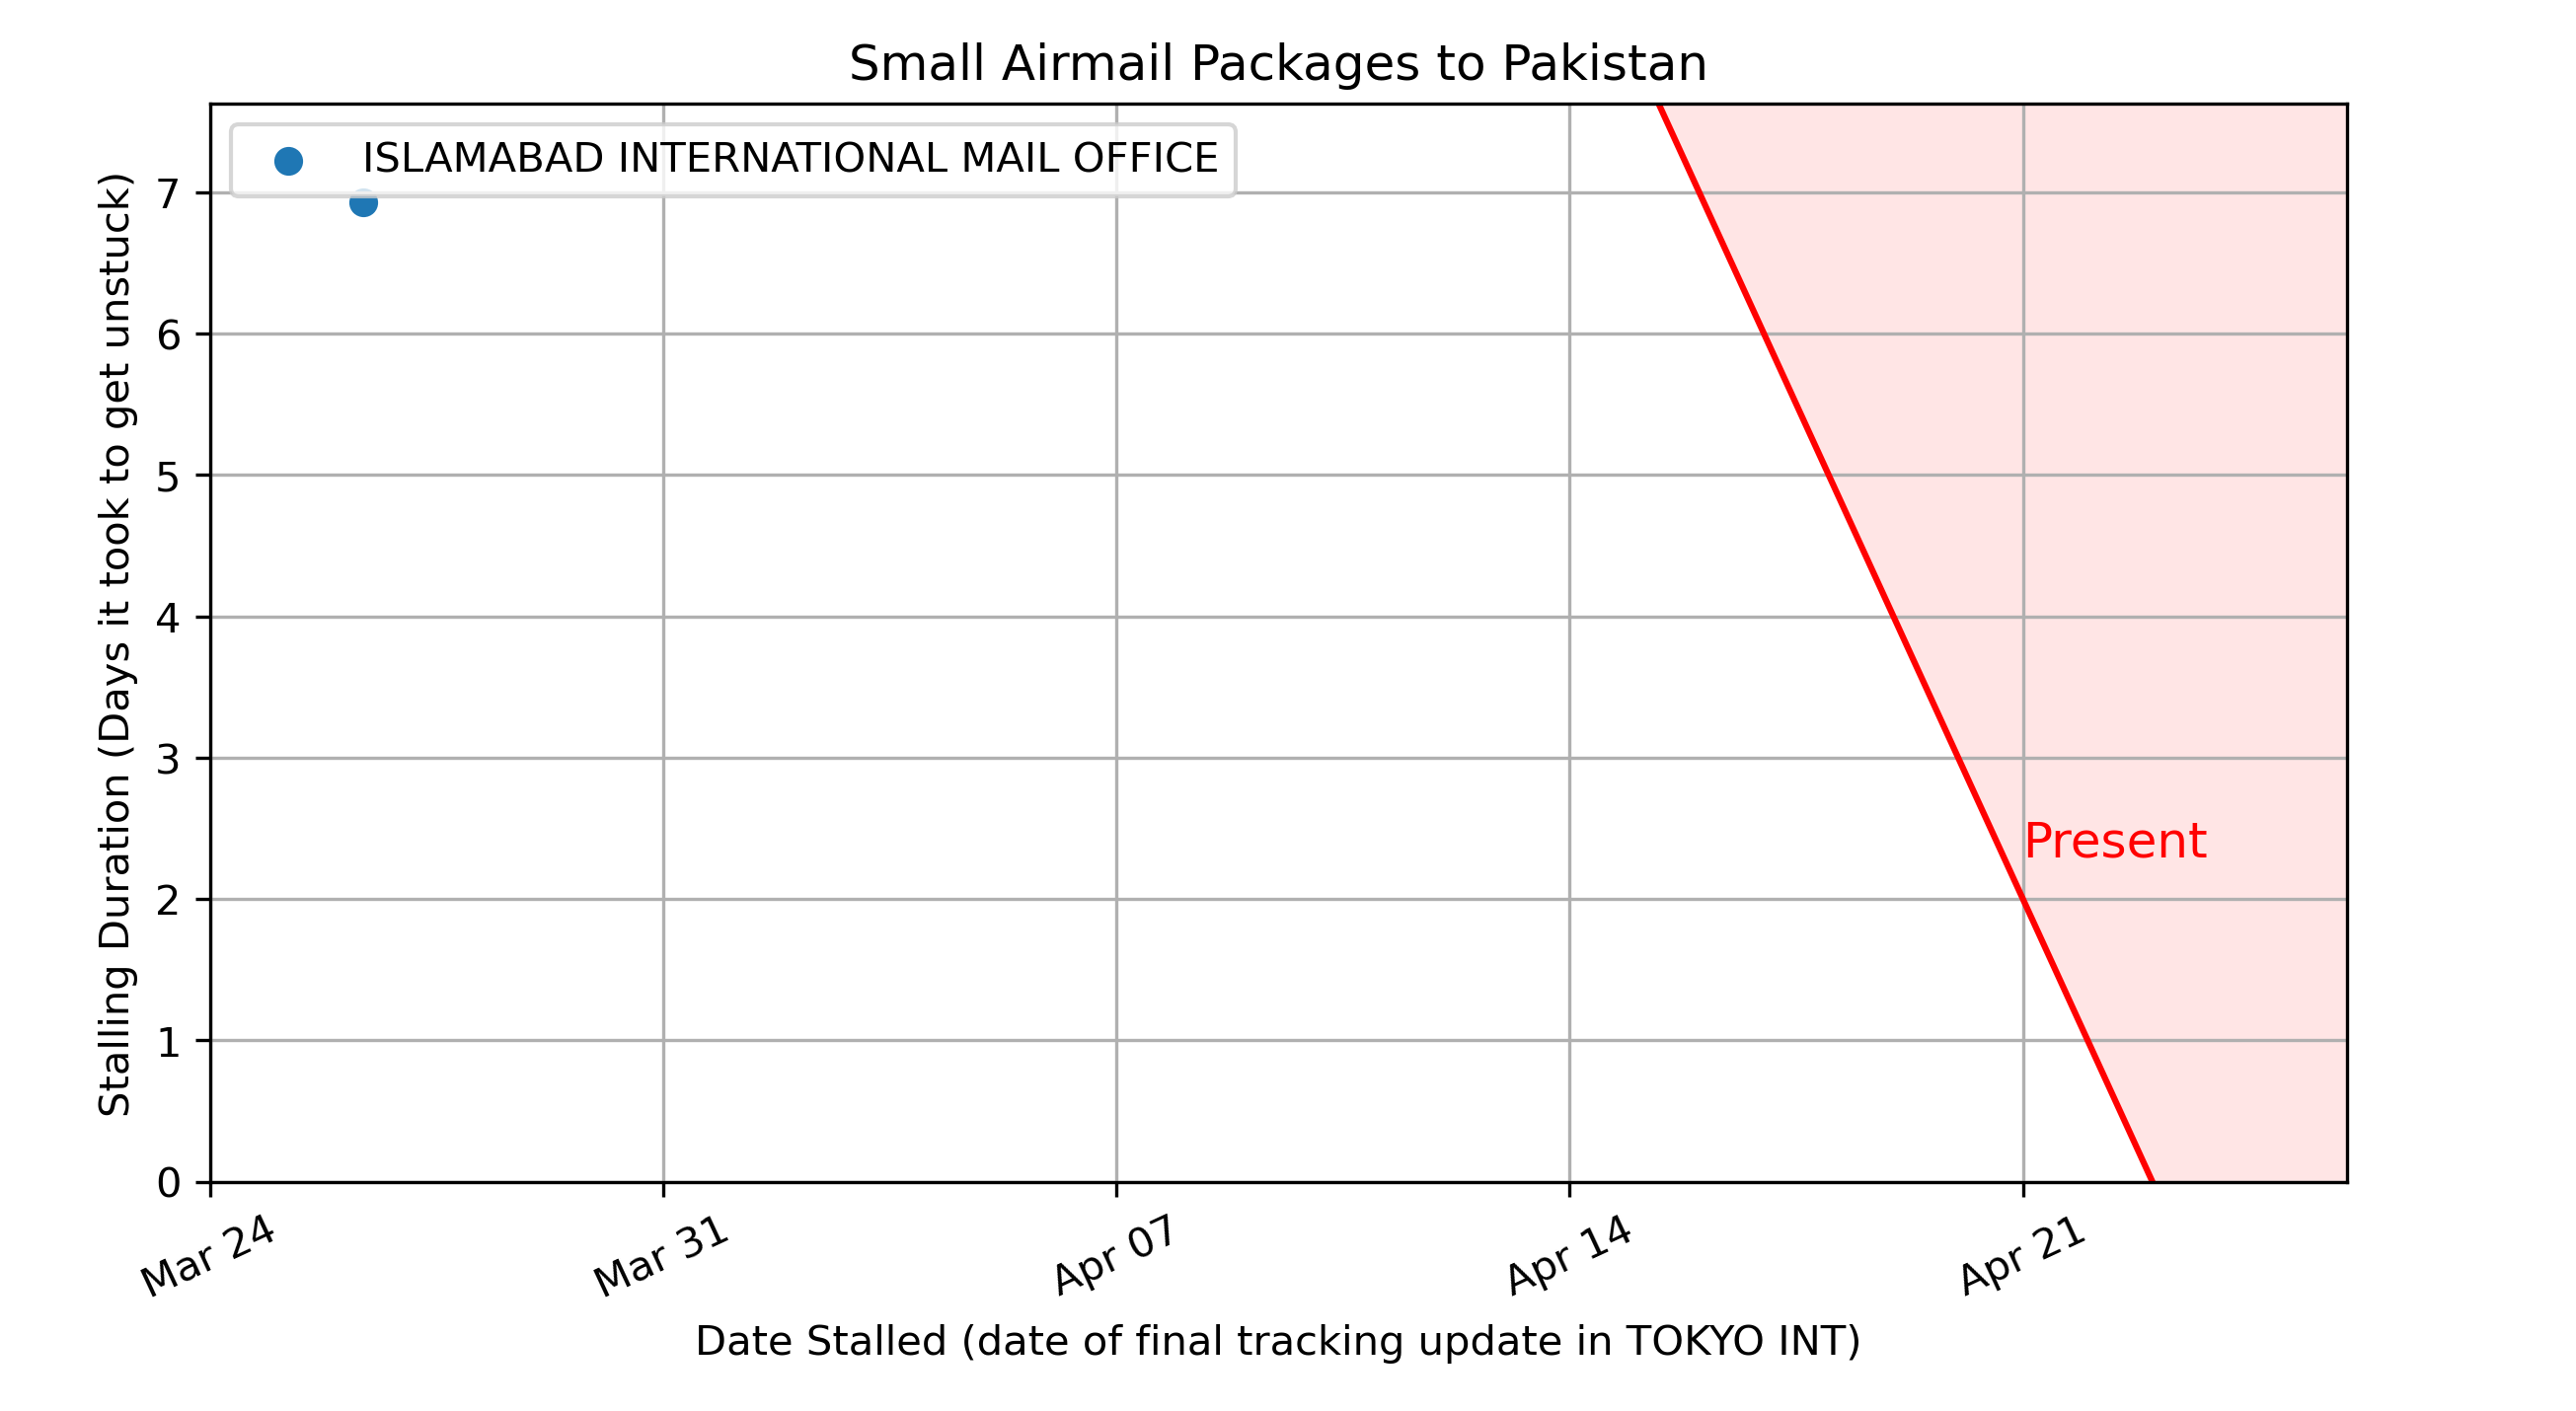 Small Airmail Packages to Pakistan
ISLAMABAD INTERNATIONAL MAIL OFFICE
Stalling Duration (Days it took to get unstuck)
7
6
5
4
3
2
1
0
Present
Mar 24
Mar 31
Apr 07
Apr 14
Apr 21
Date Stalled (date of final tracking update in TOKYO INT)